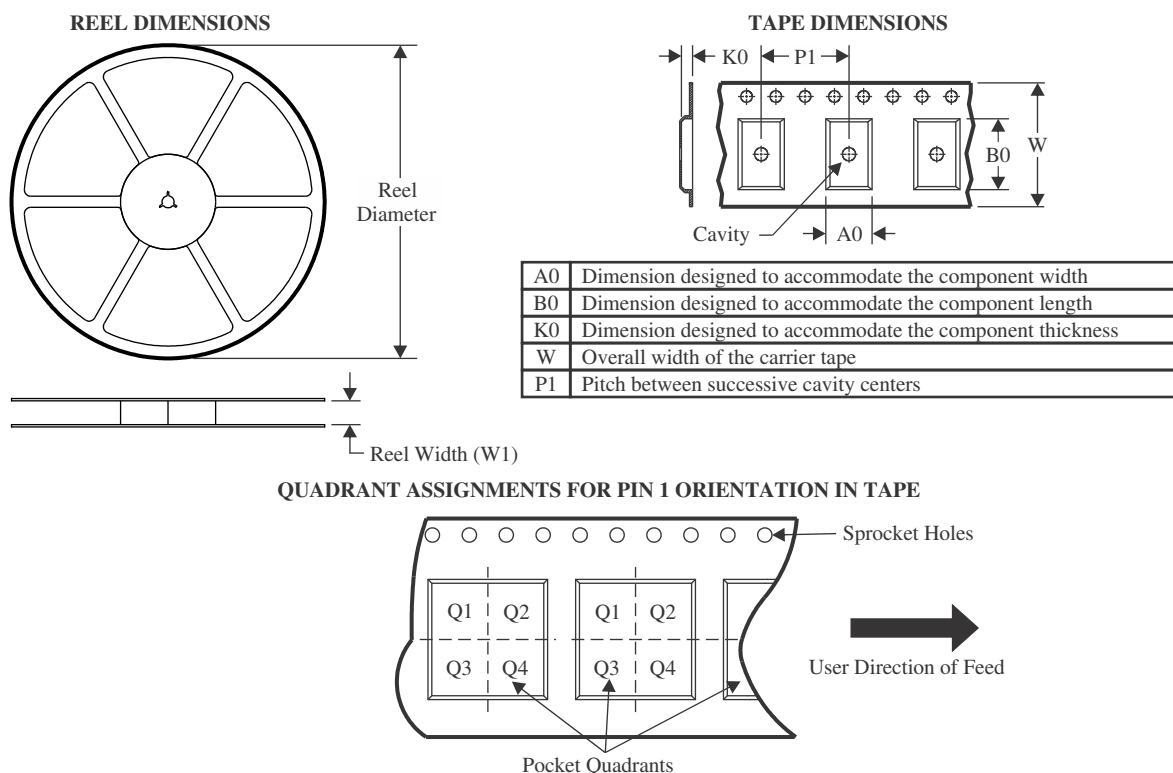 REEL DIMENSIONS
Reel
Diameter
Reel Width (W1)
TAPE DIMENSIONS
K0
P1
B0
W
Cavity
A0
A0 Dimension designed to accommodate the component width
B0 Dimension designed to accommodate the component length
K0 Dimension designed to accommodate the component thickness
W Overall width of the carrier tape
P1 Pitch between successive cavity centers
QUADRANT ASSIGNMENTS FOR PIN 1 ORIENTATION IN TAPE
Sprocket Holes
Q1 Q2 Q1 Q2
Q3 Q4 Q3 Q4
User Direction of Feed
Pocket Quadrants